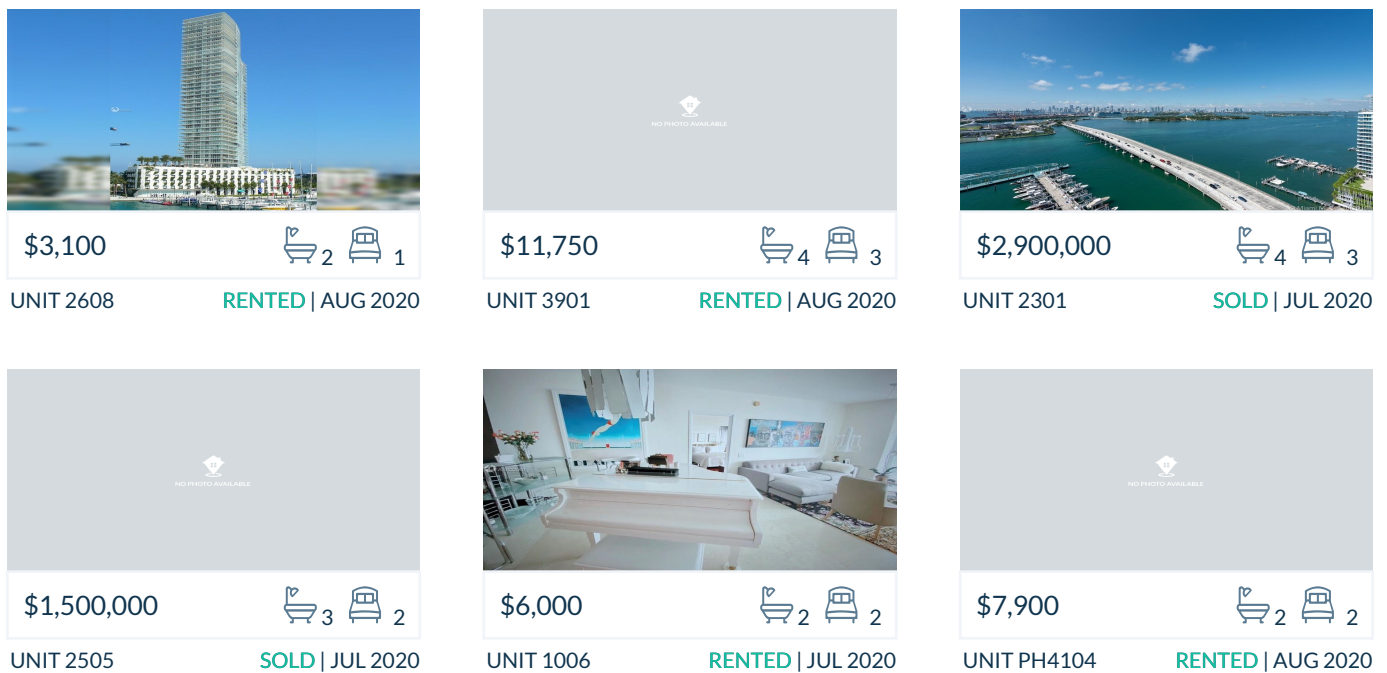 NO PHOTO AVAILABLE
$3,100 2 1
$11,750 4 3
$2,900,000 4 3
UNIT 2608 RENTED | AUG 2020
UNIT 3901 RENTED | AUG 2020
UNIT 2301 SOLD | JUL 2020
NO PHOTO AVAILABLE
NO PHOTO AVAILABLE
$1,500,000 3 2
$6,000 2 2
$7,900 2 2
UNIT 2505 SOLD | JUL 2020
UNIT 1006 RENTED | JUL 2020
UNIT PH4104 RENTED | AUG 2020